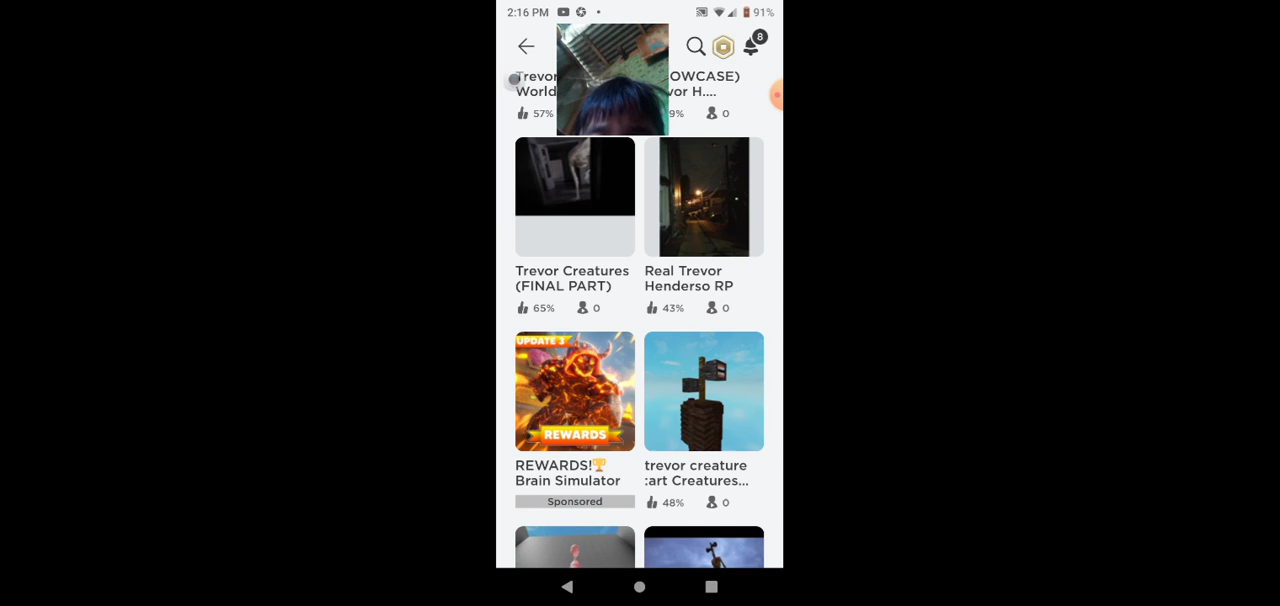 2:16 PM
91%
8
Trevor
World
OWCASE)
vor H....
57%
9%
0
Trevor Creatures
(FINAL PART)
65%
0
Real Trevor
Henderso RP
43%
0
UPDATE 3
REWARDS
REWARDS!🏆
Brain Simulator
Sponsored
trevor creature
:art Creatures...
48%
0